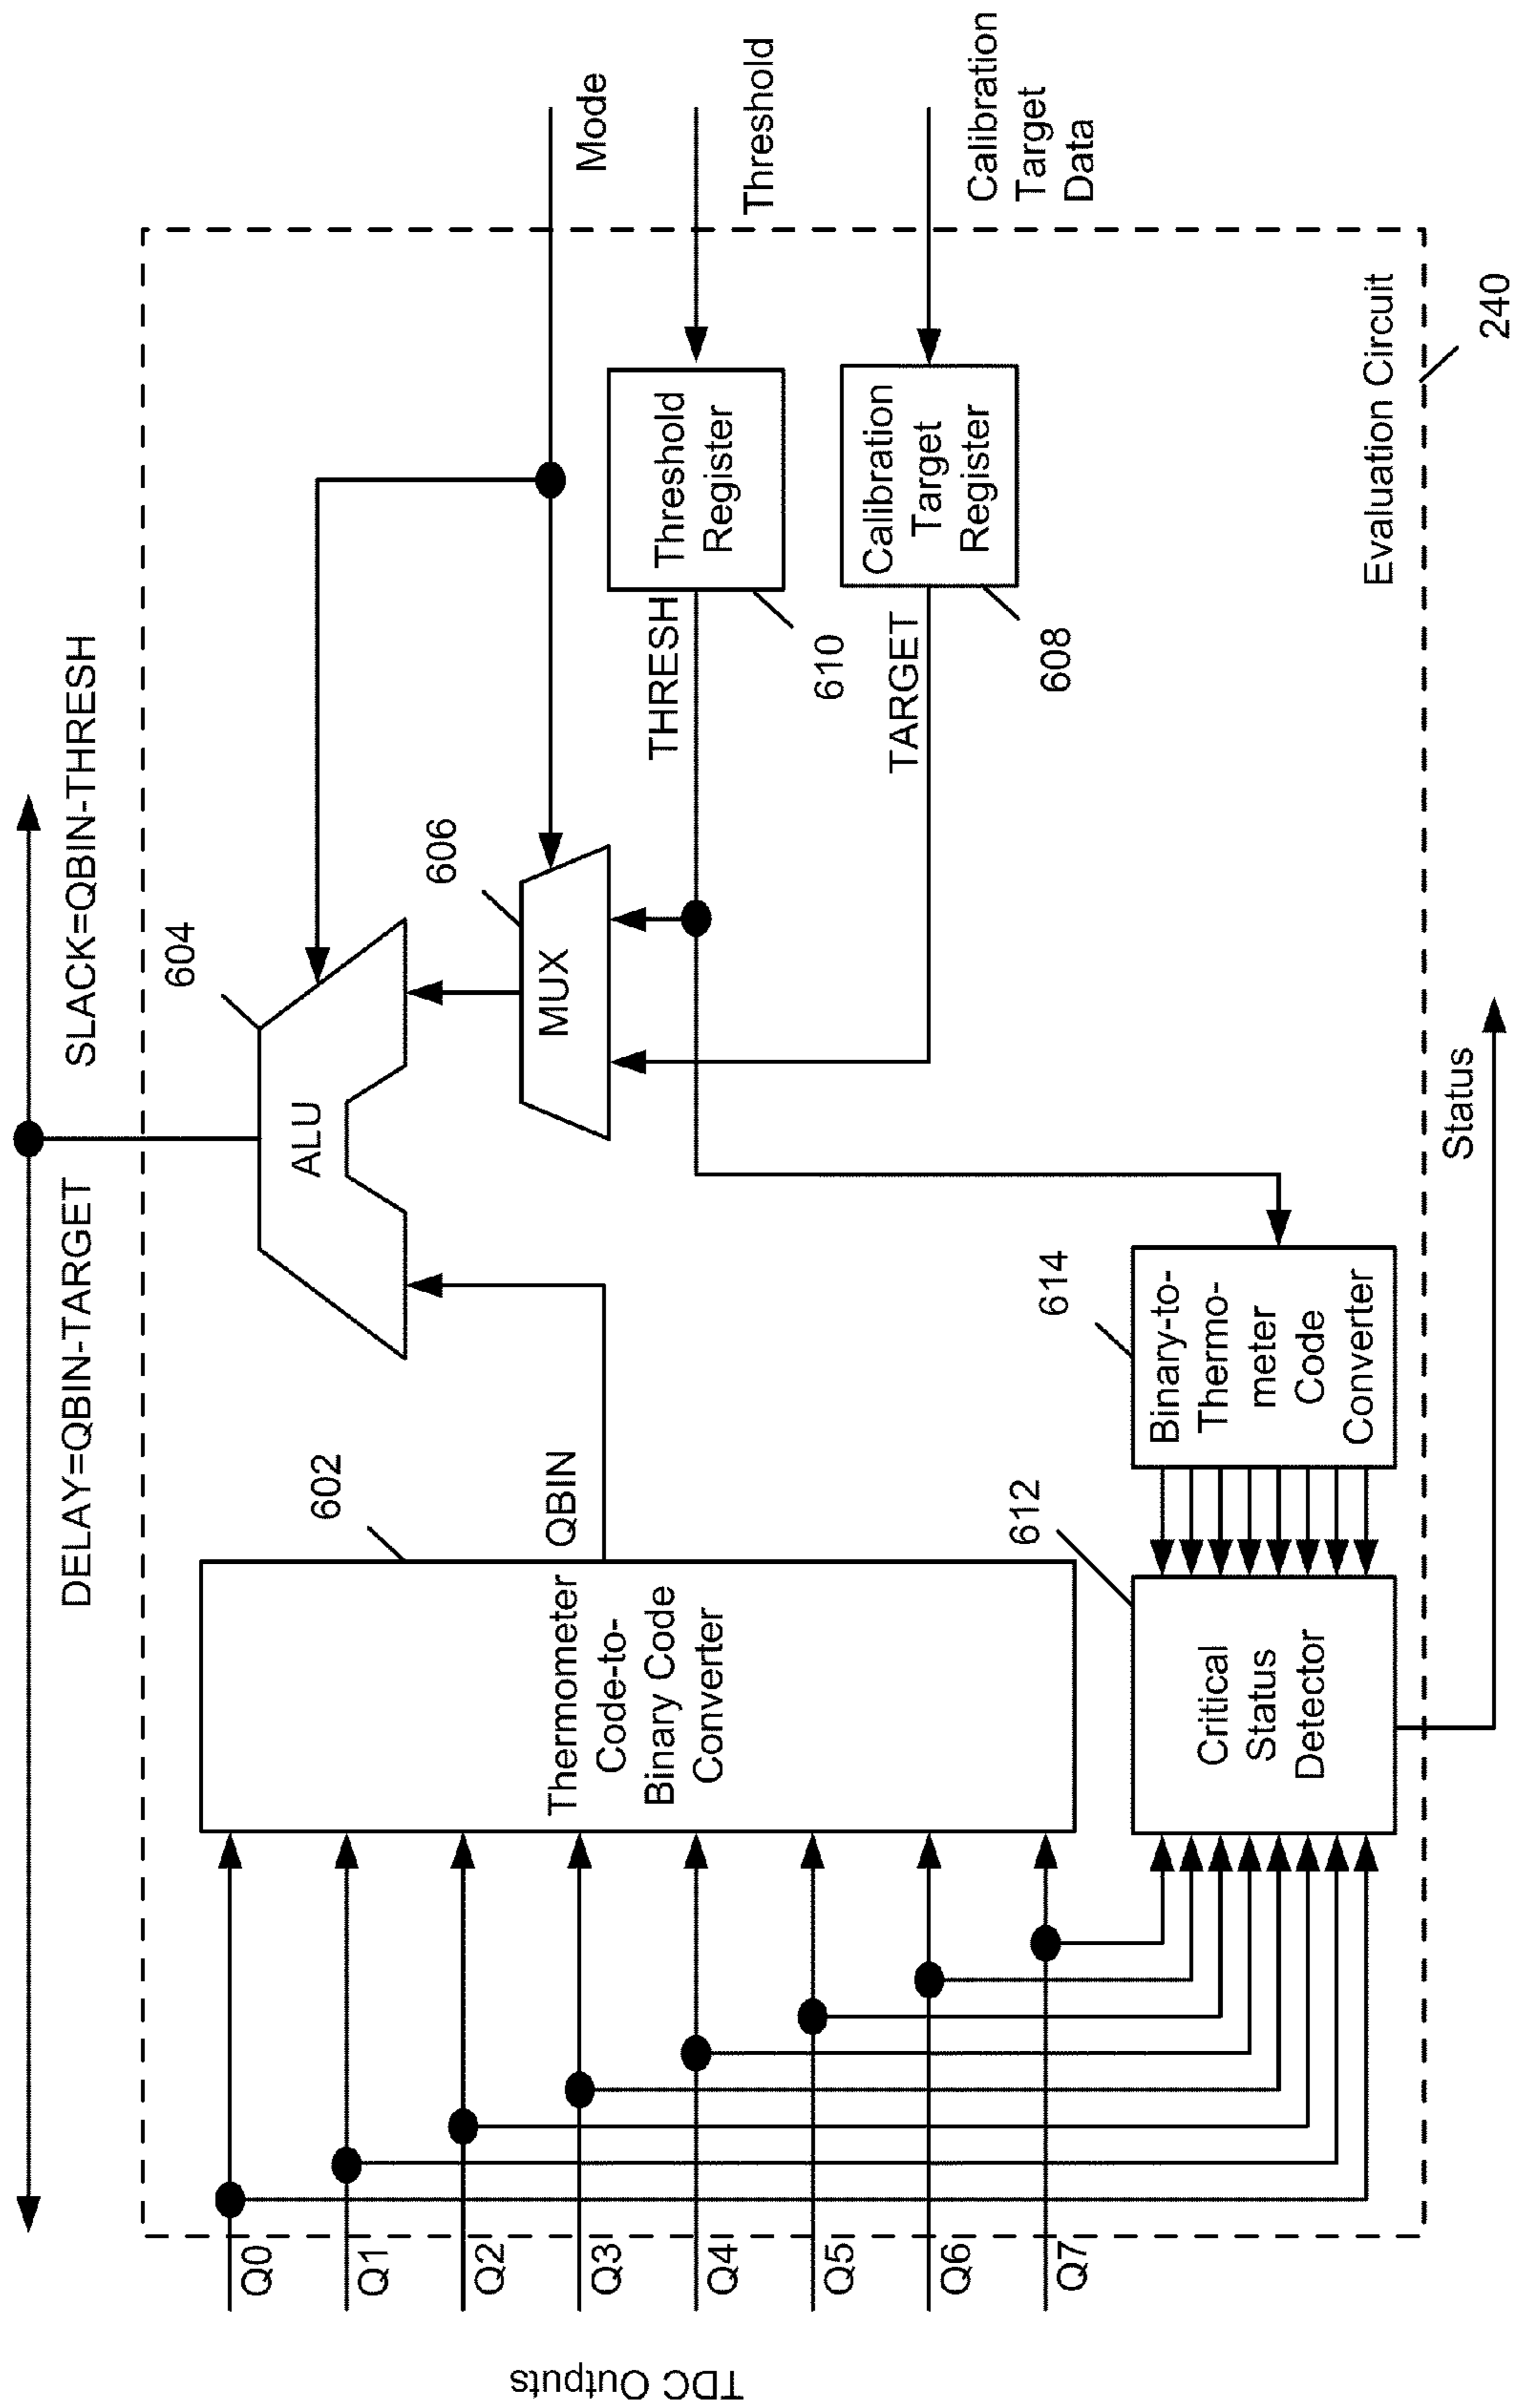 DELAY=QBIN-TARGET
SLACK=QBIN-THRESH
TDC Outputs
Q0
Q1
Q2
Q3
Q4
Q5
Q6
Q7
602
Thermometer
Code-to-
Binary Code
Converter
QBIN
604
ALU
606
MUX
Mode
THRESH
Threshold
Register
610
Threshold
TARGET
Calibration
Target
Register
608
Calibration
Target
Data
612
Critical
Status
Detector
614
Binary-to-
Thermo-
meter
Code
Converter
Status
Evaluation Circuit
240